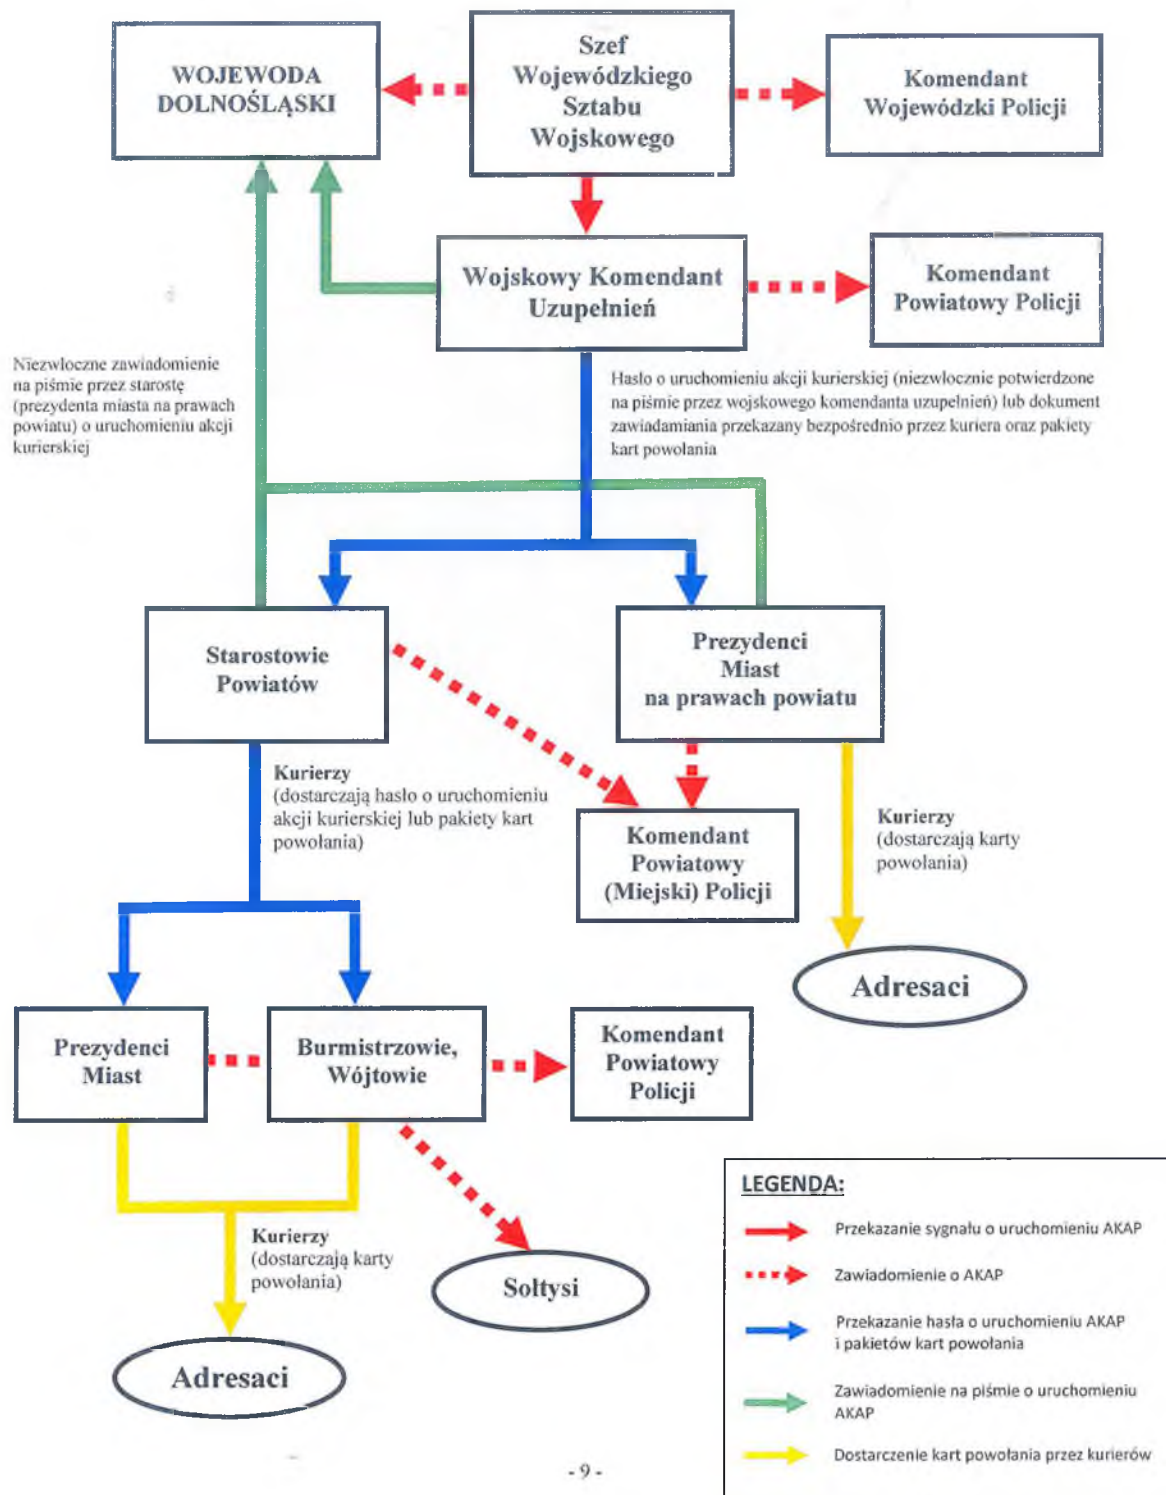 WOJEWODA
DOLNOŚLĄSKI
Szef
Wojewódzkiego
Sztabu
Wojskowego
Komendant
Wojewódzki Policji
Wojskowy Komendant
Uzupełnień
Komendant
Powiatowy Policji
Niezwłoczne zawiadomienie
na piśmie przez starostę
(prezydenta miasta na prawach
powiatu) o uruchomieniu akcji
kurierskiej
Hasło o uruchomieniu akcji kurierskiej (niezwłocznie potwierdzone
na piśmie przez wojskowego komendanta uzupełnień) lub dokument
zawiadamiania przekazany bezpośrednio przez kuriera oraz pakiety
kart powołania
Starostowie
Powiatów
Prezydenci
Miast
na prawach powiatu
Kurierzy
(dostarczają hasło o uruchomieniu
akcji kurierskiej lub pakiety kart
powołania)
Komendant
Powiatowy
(Miejski) Policji
Kurierzy
(dostarczają karty
powołania)
Adresaci
Prezydenci
Miast
Burmistrzowie,
Wójtowie
Komendant
Powiatowy
Policji
Kurierzy
(dostarczają karty
powołania)
Sołtysi
Adresaci
LEGENDA:
Przekazanie sygnału o uruchomieniu AKAP
Zawiadomienie o AKAP
Przekazanie hasła o uruchomieniu AKAP
i pakietów kart powołania
Zawiadomienie na piśmie o uruchomieniu
AKAP
Dostarczenie kart powołania przez kurierów
- 9 -